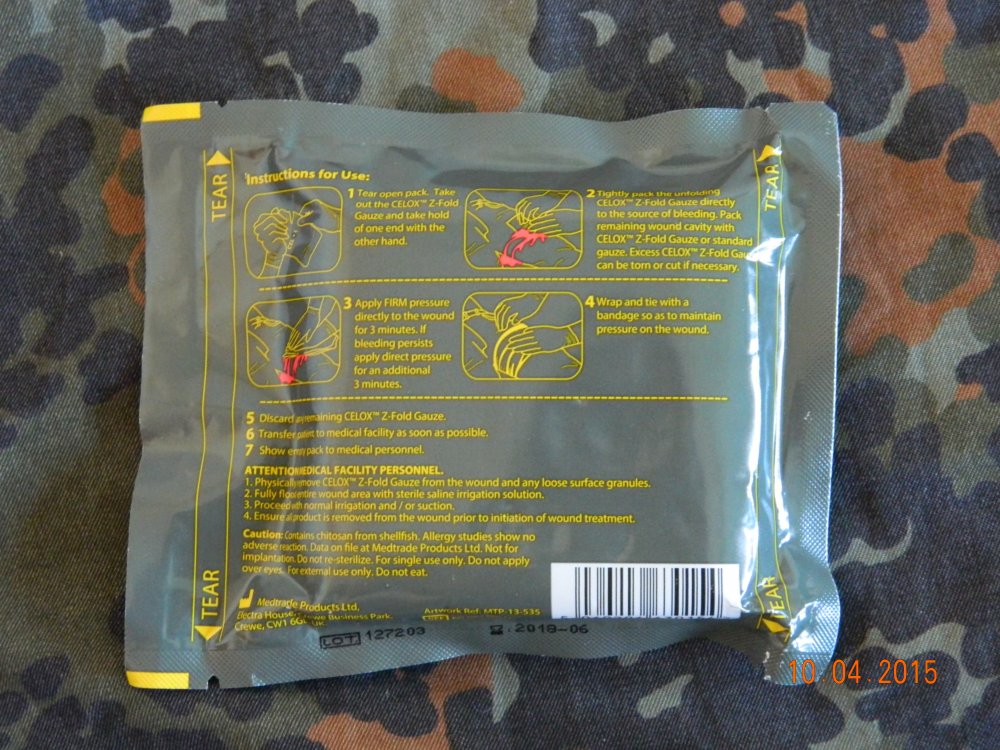 TEAR
TEAR
Instructions for Use:
1 Tear open pack. Take
out the CELOX™ Z-Fold
Gauze and take hold
of one end with the
other hand.
2 Tightly pack the unfolding
CELOX™ Z-Fold Gauze directly
to the source of bleeding. Pack
remaining wound cavity with
CELOX™ Z-Fold Gauze or standard
gauze. Excess CELOX™ Z-Fold
can be torn or cut if necessary.
3 Apply FIRM pressure
directly to the wound
for 3 minutes. If
bleeding persists
apply direct pressure
for an additional
3 minutes.
4 Wrap and tie with a
bandage so as to maintain
pressure on the wound.
5 Discard remaining CELOX™ Z-Fold Gauze.
6 Transfer to medical facility as soon as possible.
7 Show pack to medical personnel.
ATTENTION MEDICAL FACILITY PERSONNEL.
1. CELOX™ Z-Fold Gauze from the wound and any loose surface granules.
2. Fully entire wound area with sterile saline irrigation solution.
3. Proceed normal irrigation and / or suction.
4. Ensure product is removed from the wound prior to initiation of wound treatment.
Caution: Contains chitosan from shellfish. Allergy studies show no
adverse reaction. Data on file at Medtrade Products Ltd. Not for
implantation. Do not re-sterilize. For single use only. Do not apply
over eyes. For external use only. Do not eat.
TEAR
TEAR
Medtrade Products Ltd.
Electra House, Business Park,
Crewe, CW1
Artwork Ref. MTP-13-535
LOT 127203
2018-06
10.04.2015